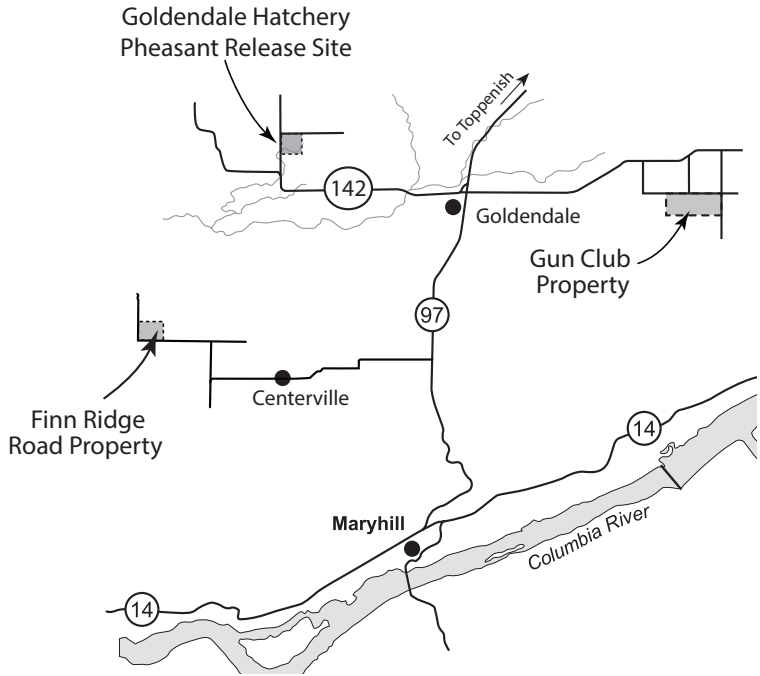 Goldendale Hatchery
Pheasant Release Site
To Toppenish
142
Goldendale
Gun Club
Property
97
Centerville
Finn Ridge
Road Property
14
Maryhill
Columbia River
14